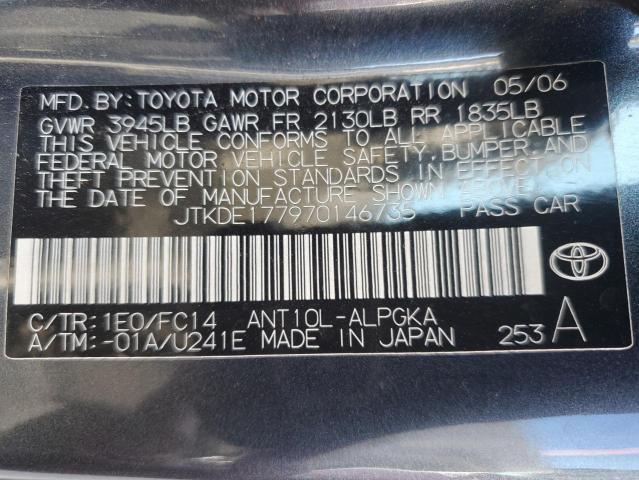 MFD.BY:TOYOTA MOTOR CORPORATION 05/06
GVWR 3945LB GAWR FR 2130LB RR 1835LB
THIS VEHICLE CONFORMS TO ALL APPLICABLE
FEDERAL MOTOR VEHICLE SAFETY,BUMPER,AND
THEFT PREVENTION STANDARDS IN EFFECT ON
THE DATE OF MANUFACTURE SHOWN ABOVE.
JTKDE177970146735 PASS CAR
C/TR:1E0/FC14 ANT10L-ALPGKA
A/TM:-01A/U241E MADE IN JAPAN 253 A